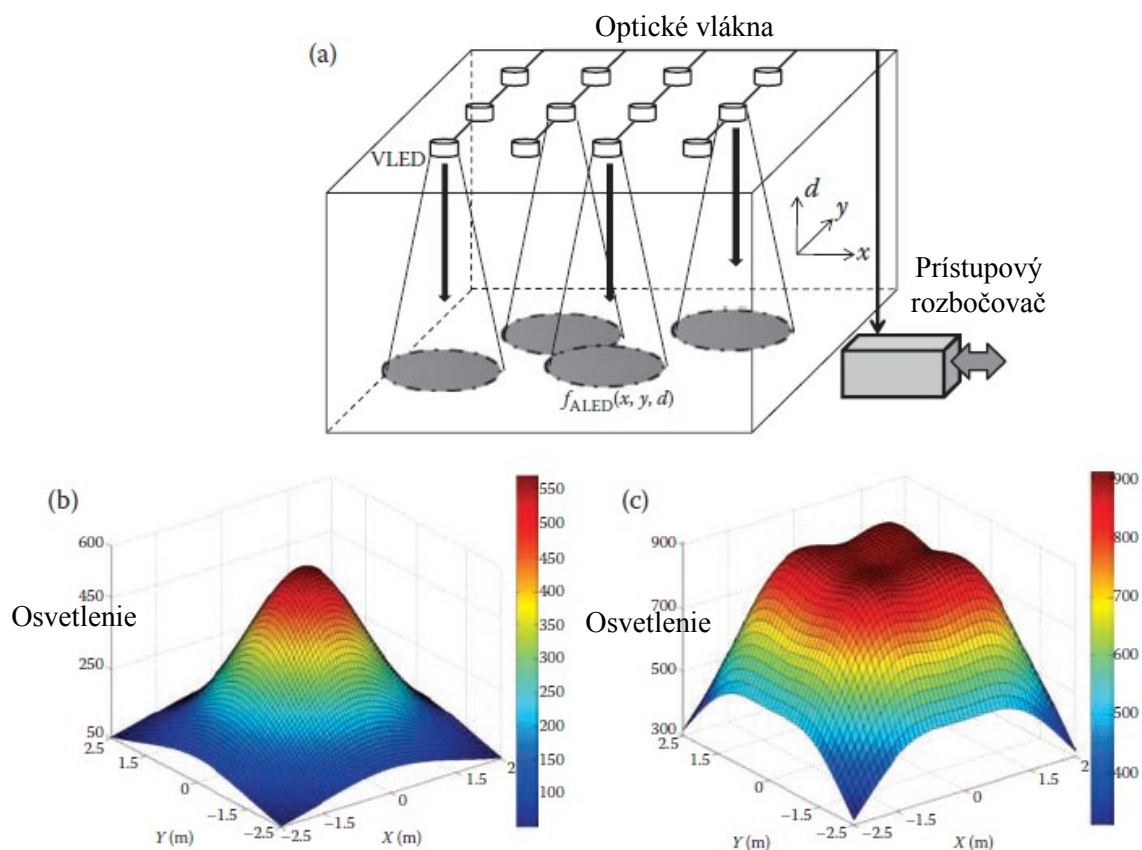 Optické vlákna
(a)
VLED
d
y
x
Prístupový
rozbočovač
f_ALED(x, y, d)
(b)
600
450
Osvetlenie
250
50
2.5
1.5
0
−1.5
−2.5
Y (m)
−2.5
−1.5
0
1.5
2
X (m)
550
500
450
400
350
300
250
200
150
100
(c)
900
700
Osvetlenie
500
300
2.5
1.5
0
−1.5
−2.5
Y (m)
−2.5
−1.5
0
1.5
2
X (m)
900
800
700
600
500
400